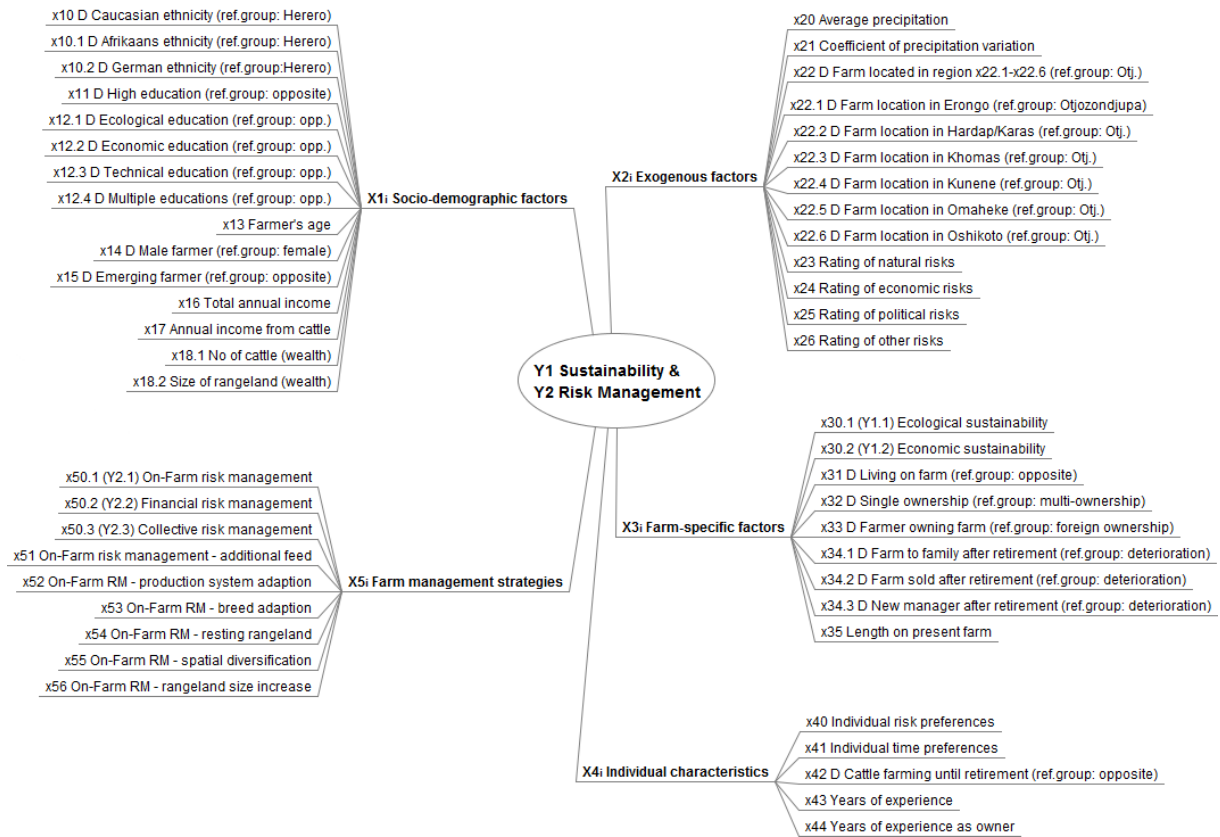 x10 D Caucasian ethnicity (ref.group: Herero)
x10.1 D Afrikaans ethnicity (ref.group: Herero)
x10.2 D German ethnicity (ref.group:Herero)
x11 D High education (ref.group: opposite)
x12.1 D Ecological education (ref.group: opp.)
x12.2 D Economic education (ref.group: opp.)
x12.3 D Technical education (ref.group: opp.)
x12.4 D Multiple educations (ref.group: opp.)
x13 Farmer's age
x14 D Male farmer (ref.group: female)
x15 D Emerging farmer (ref.group: opposite)
x16 Total annual income
x17 Annual income from cattle
x18.1 No of cattle (wealth)
x18.2 Size of rangeland (wealth)
X1i Socio-demographic factors
x20 Average precipitation
x21 Coefficient of precipitation variation
x22 D Farm located in region x22.1-x22.6 (ref.group: Otj.)
x22.1 D Farm location in Erongo (ref.group: Otjozondjupa)
x22.2 D Farm location in Hardap/Karas (ref.group: Otj.)
x22.3 D Farm location in Khomas (ref.group: Otj.)
x22.4 D Farm location in Kunene (ref.group: Otj.)
x22.5 D Farm location in Omaheke (ref.group: Otj.)
x22.6 D Farm location in Oshikoto (ref.group: Otj.)
x23 Rating of natural risks
x24 Rating of economic risks
x25 Rating of political risks
x26 Rating of other risks
X2i Exogenous factors
Y1 Sustainability &
Y2 Risk Management
x50.1 (Y2.1) On-Farm risk management
x50.2 (Y2.2) Financial risk management
x50.3 (Y2.3) Collective risk management
x51 On-Farm risk management - additional feed
x52 On-Farm RM - production system adaption
x53 On-Farm RM - breed adaption
x54 On-Farm RM - resting rangeland
x55 On-Farm RM - spatial diversification
x56 On-Farm RM - rangeland size increase
X5i Farm management strategies
x30.1 (Y1.1) Ecological sustainability
x30.2 (Y1.2) Economic sustainability
x31 D Living on farm (ref.group: opposite)
x32 D Single ownership (ref.group: multi-ownership)
x33 D Farmer owning farm (ref.group: foreign ownership)
x34.1 D Farm to family after retirement (ref.group: deterioration)
x34.2 D Farm sold after retirement (ref.group: deterioration)
x34.3 D New manager after retirement (ref.group: deterioration)
x35 Length on present farm
X3i Farm-specific factors
x40 Individual risk preferences
x41 Individual time preferences
x42 D Cattle farming until retirement (ref.group: opposite)
x43 Years of experience
x44 Years of experience as owner
X4i Individual characteristics